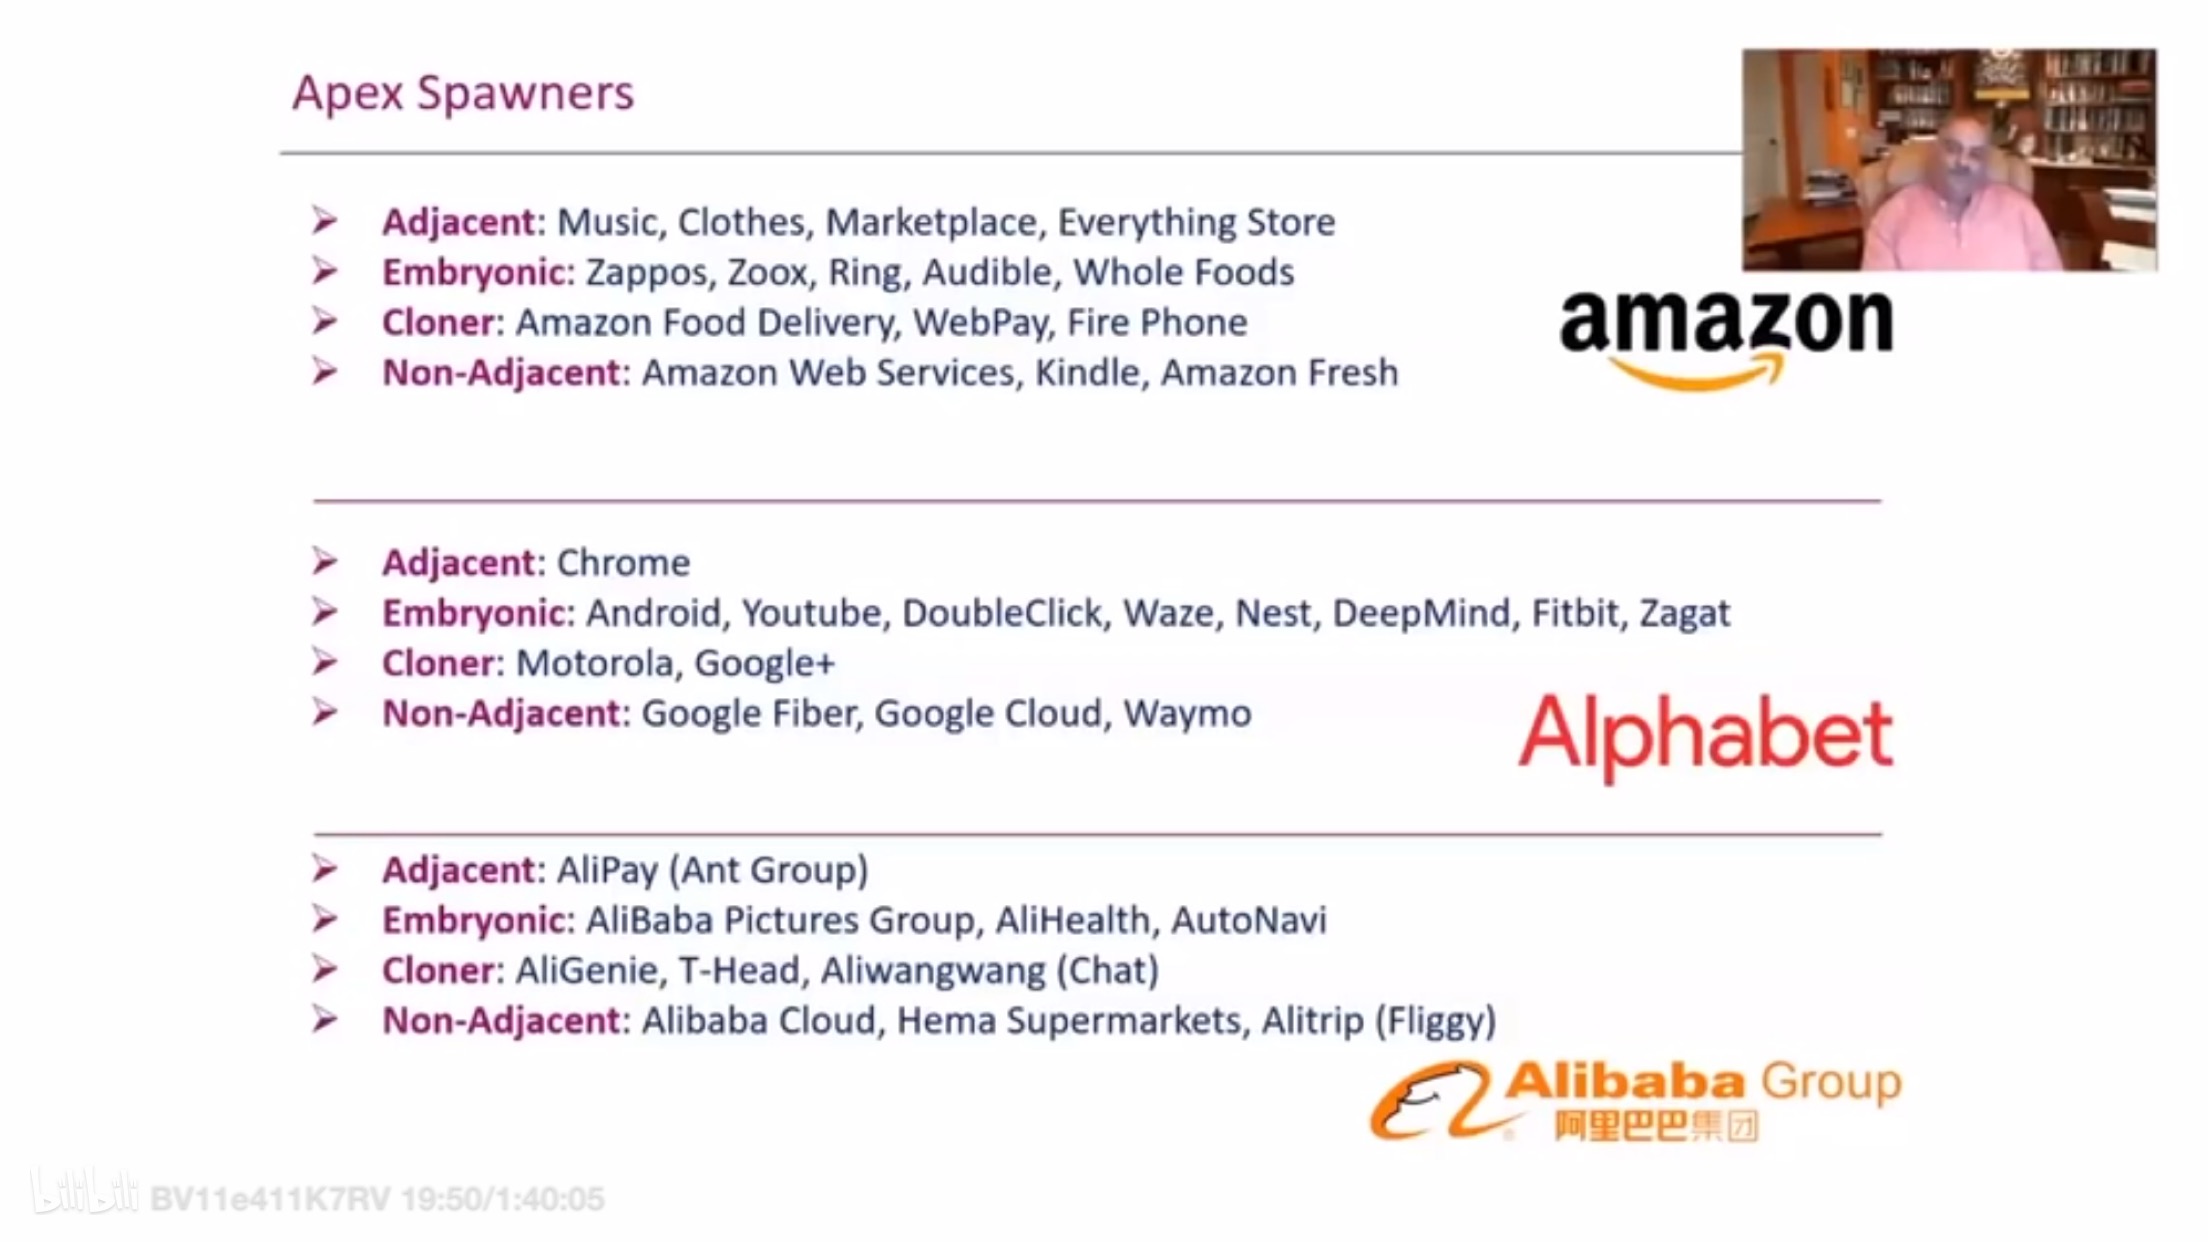 Apex Spawners
Adjacent: Music, Clothes, Marketplace, Everything Store
Embryonic: Zappos, Zoox, Ring, Audible, Whole Foods
Cloner: Amazon Food Delivery, WebPay, Fire Phone
Non-Adjacent: Amazon Web Services, Kindle, Amazon Fresh
amazon
Adjacent: Chrome
Embryonic: Android, Youtube, DoubleClick, Waze, Nest, DeepMind, Fitbit, Zagat
Cloner: Motorola, Google+
Non-Adjacent: Google Fiber, Google Cloud, Waymo
Alphabet
Adjacent: AliPay (Ant Group)
Embryonic: AliBaba Pictures Group, AliHealth, AutoNavi
Cloner: AliGenie, T-Head, Aliwangwang (Chat)
Non-Adjacent: Alibaba Cloud, Hema Supermarkets, Alitrip (Fliggy)
Alibaba Group
阿里巴巴集团
bilibili BV11e411K7RV 19:50/1:40:05